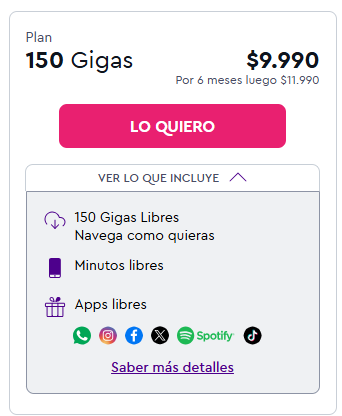 Plan
150 Gigas
$9.990
Por 6 meses luego $11.990
LO QUIERO
VER LO QUE INCLUYE
150 Gigas Libres
Navega como quieras
Minutos libres
Apps libres
Spotify
Saber más detalles